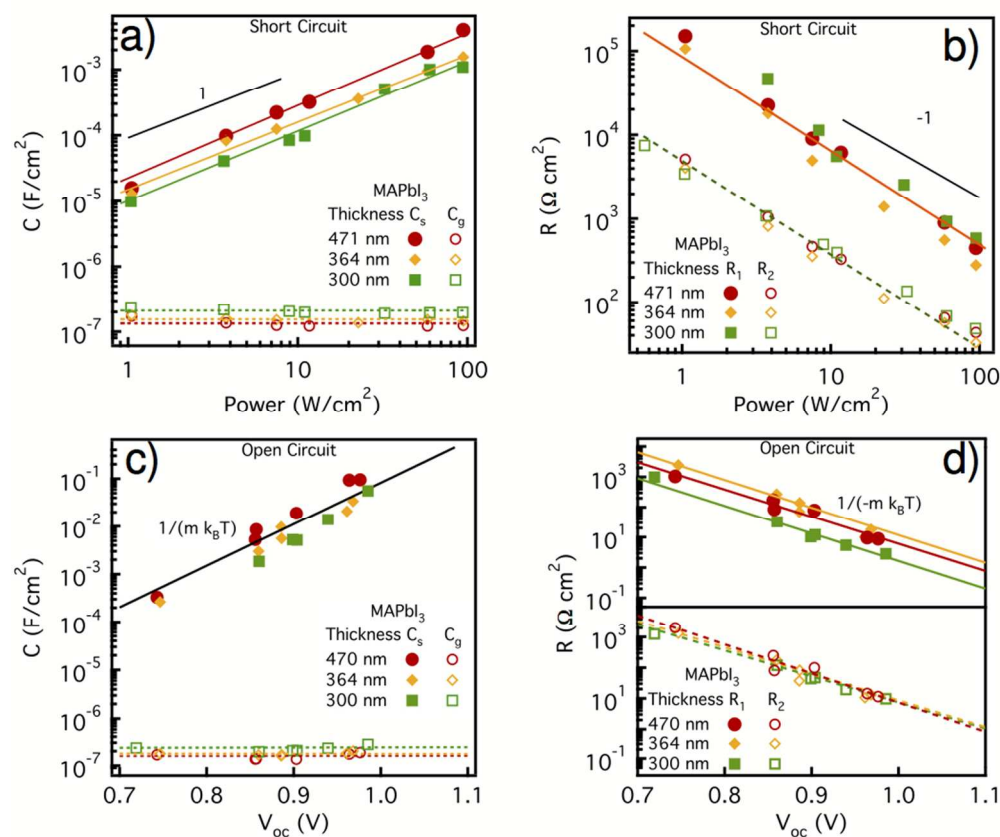 a)
Short Circuit
10⁻³
10⁻⁴
10⁻⁵
10⁻⁶
10⁻⁷
C (F/cm²)
1
MAPbI₃
Thickness Cₛ C_g
471 nm
364 nm
300 nm
1 10 100
Power (W/cm²)
b)
Short Circuit
10⁵
10⁴
10³
10²
R (Ω cm²)
-1
MAPbI₃
Thickness R₁ R₂
471 nm
364 nm
300 nm
1 10 100
Power (W/cm²)
c)
Open Circuit
10⁻¹
10⁻²
10⁻³
10⁻⁴
10⁻⁵
10⁻⁶
10⁻⁷
C (F/cm²)
1/(m k_BT)
MAPbI₃
Thickness Cₛ C_g
470 nm
364 nm
300 nm
0.7 0.8 0.9 1.0 1.1
V_oc (V)
d)
Open Circuit
10³
10¹
10⁻¹
10³
10¹
10⁻¹
R (Ω cm²)
1/(-m k_BT)
MAPbI₃
Thickness R₁ R₂
470 nm
364 nm
300 nm
0.7 0.8 0.9 1.0 1.1
V_oc (V)